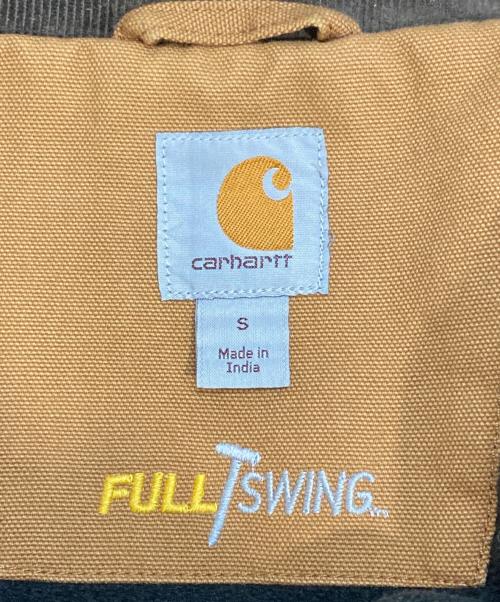 carhartt
S
Made in
India
FULL SWING